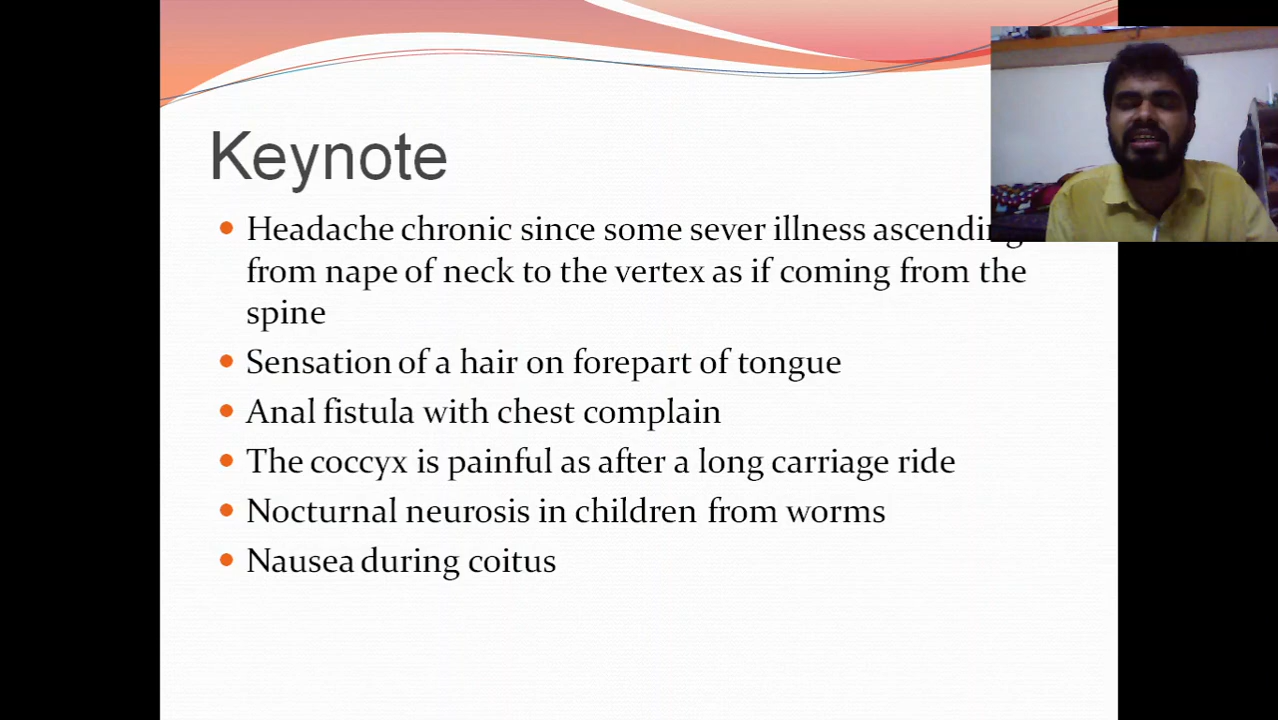 Keynote
• Headache chronic since some sever illness ascending
from nape of neck to the vertex as if coming from the
spine
• Sensation of a hair on forepart of tongue
• Anal fistula with chest complain
• The coccyx is painful as after a long carriage ride
• Nocturnal neurosis in children from worms
• Nausea during coitus